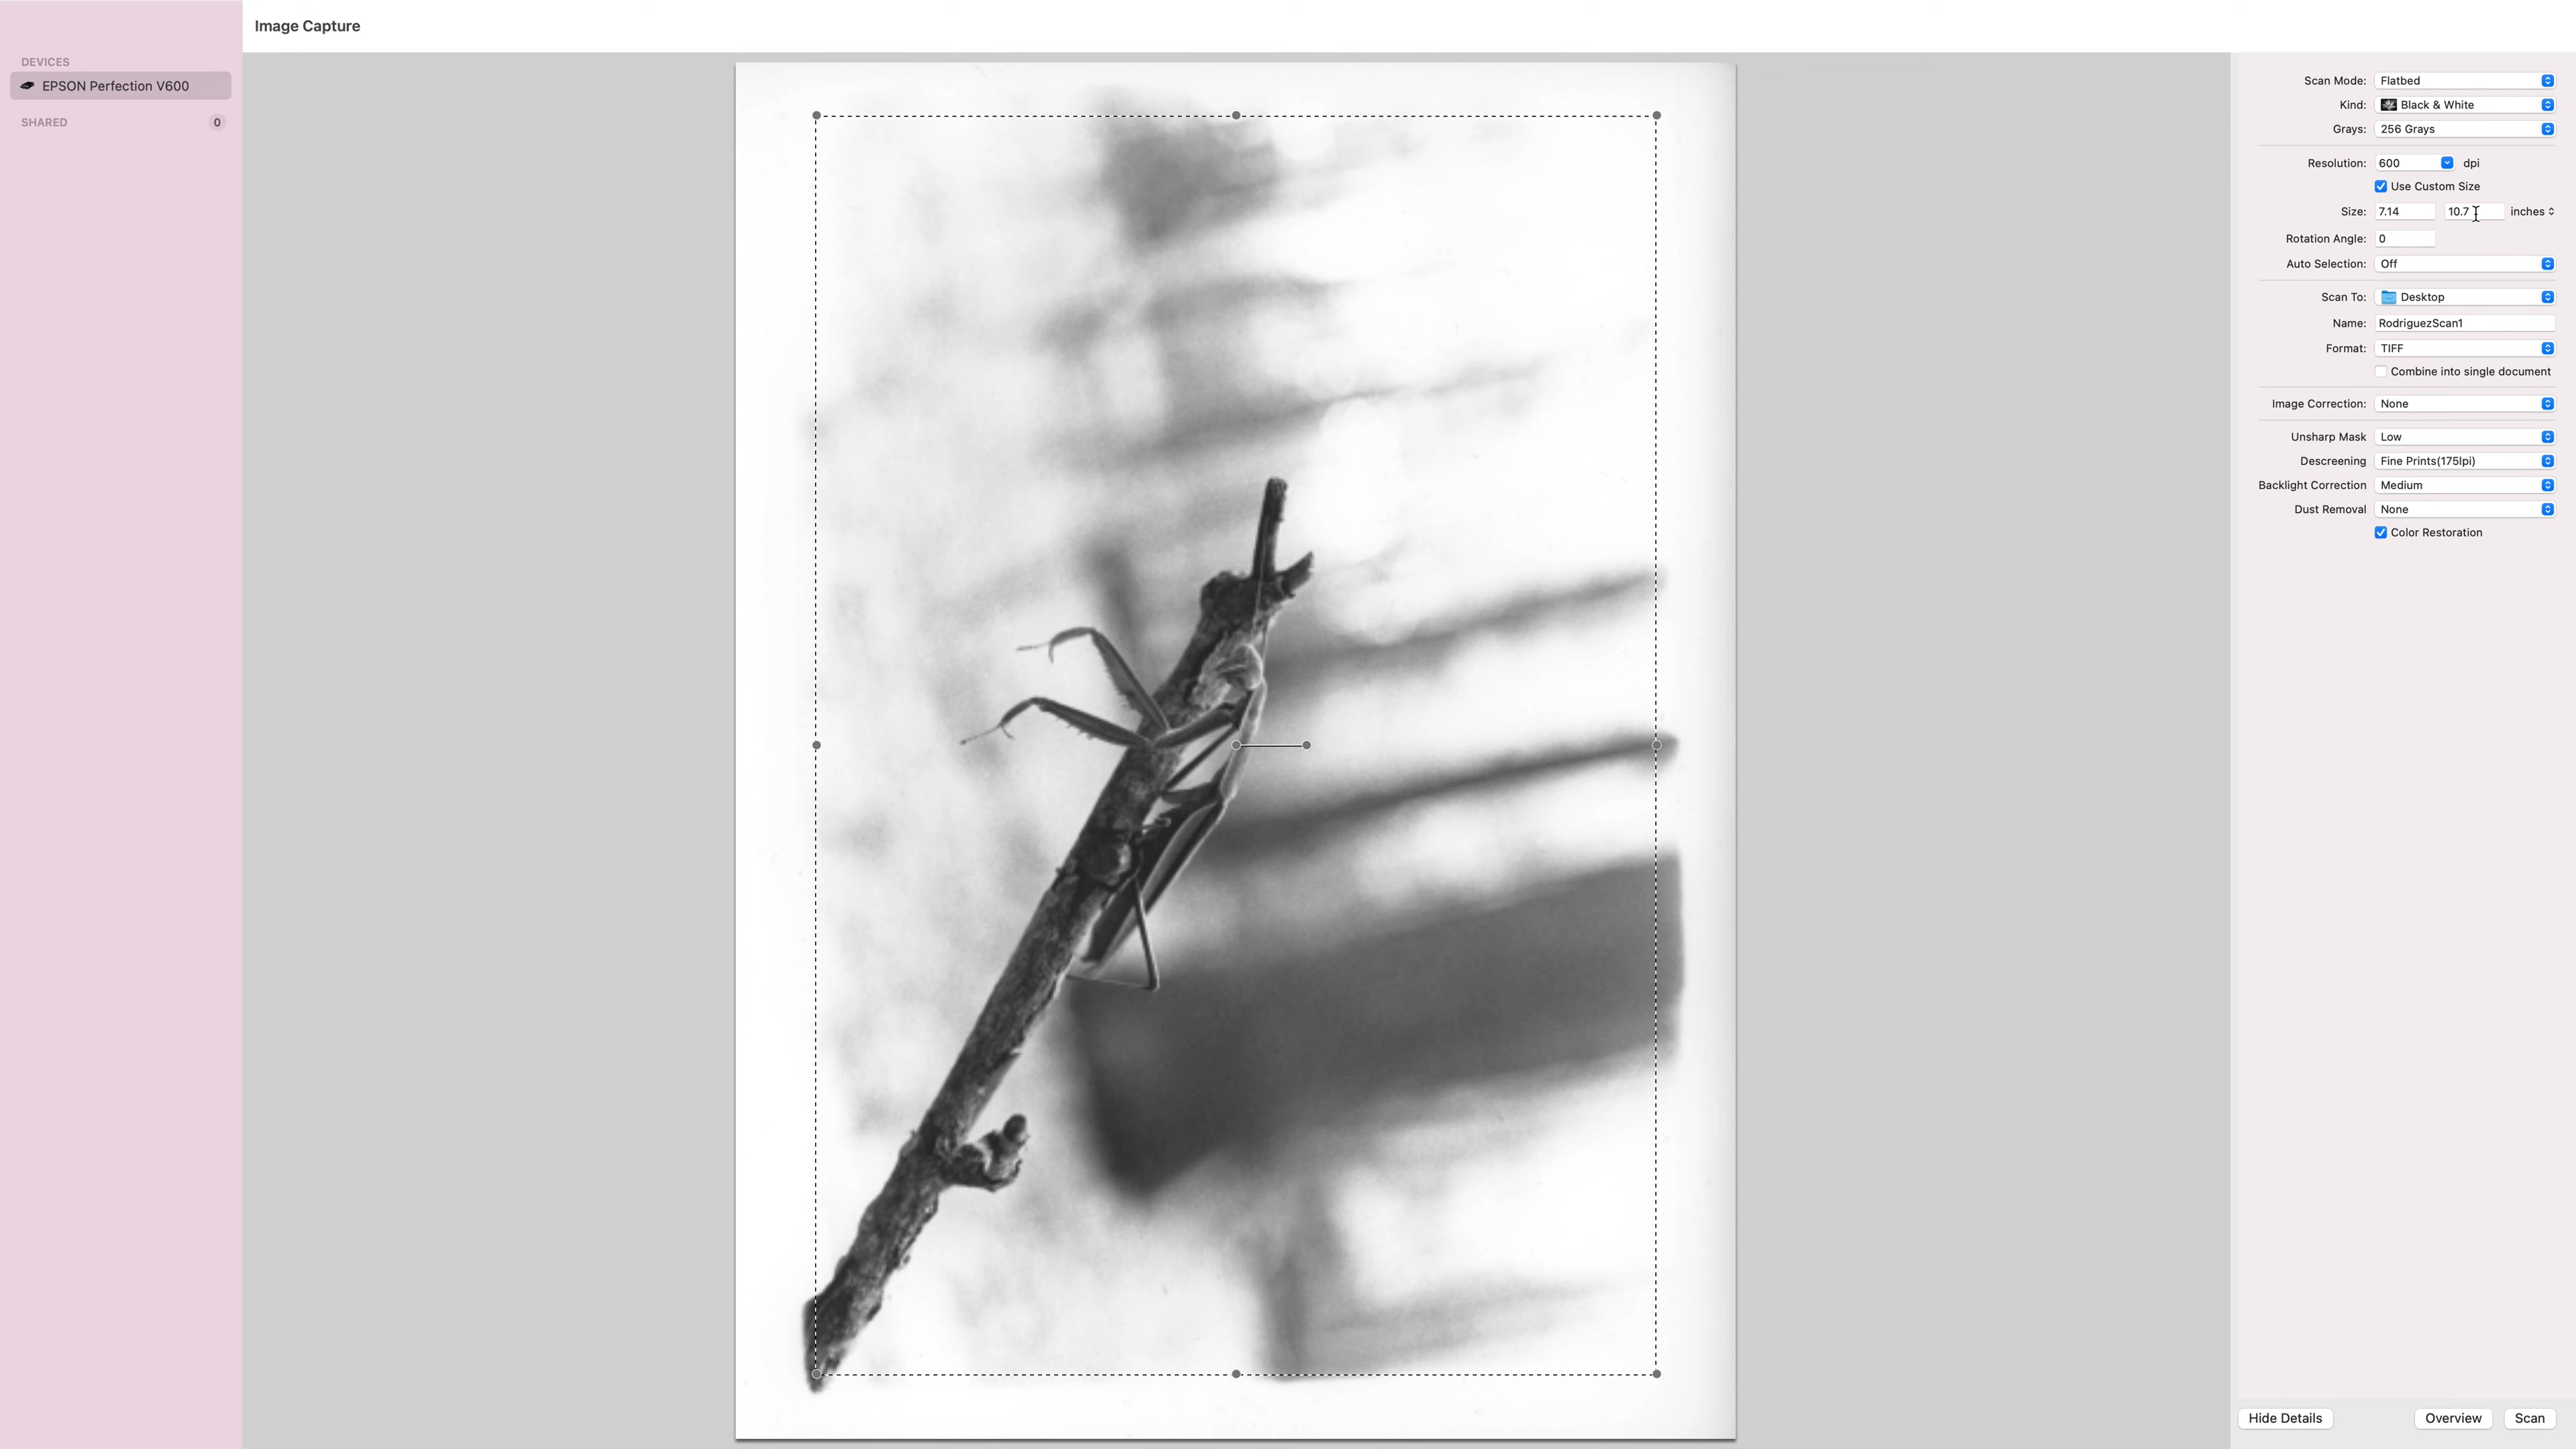 Image Capture
DEVICES
EPSON Perfection V600
SHARED 0
Scan Mode: Flatbed
Kind: Black & White
Grays: 256 Grays
Resolution: 600 dpi
Use Custom Size
Size: 7.14 10.7 inches
Rotation Angle: 0
Auto Selection: Off
Scan To: Desktop
Name: RodriguezScan1
Format: TIFF
Combine into single document
Image Correction: None
Unsharp Mask Low
Descreening Fine Prints(175lpi)
Backlight Correction Medium
Dust Removal None
Color Restoration
Hide Details Overview Scan